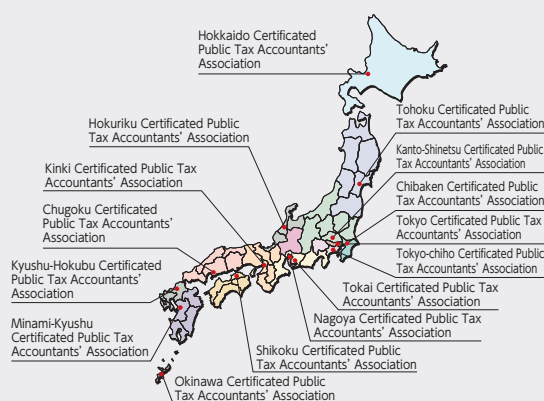 Hokkaido Certificated
Public Tax Accountants'
Association
Hokuriku Certificated Public
Tax Accountants' Association
Kinki Certificated Public Tax
Accountants' Association
Chugoku Certificated
Public Tax Accountants'
Association
Kyushu-Hokubu Certificated
Public Tax Accountants'
Association
Minami-Kyushu
Certificated Public Tax
Accountants' Association
Tohoku Certificated Public
Tax Accountants' Association
Kanto-Shinetsu Certificated Public
Tax Accountants' Association
Chibaken Certificated Public
Tax Accountants' Association
Tokyo Certificated Public Tax
Accountants' Association
Tokyo-chiho Certificated Public
Tax Accountants' Association
Tokai Certificated Public Tax
Accountants' Association
Nagoya Certificated Public
Tax Accountants' Association
Shikoku Certificated Public
Tax Accountants' Association
Okinawa Certificated Public
Tax Accountants' Association